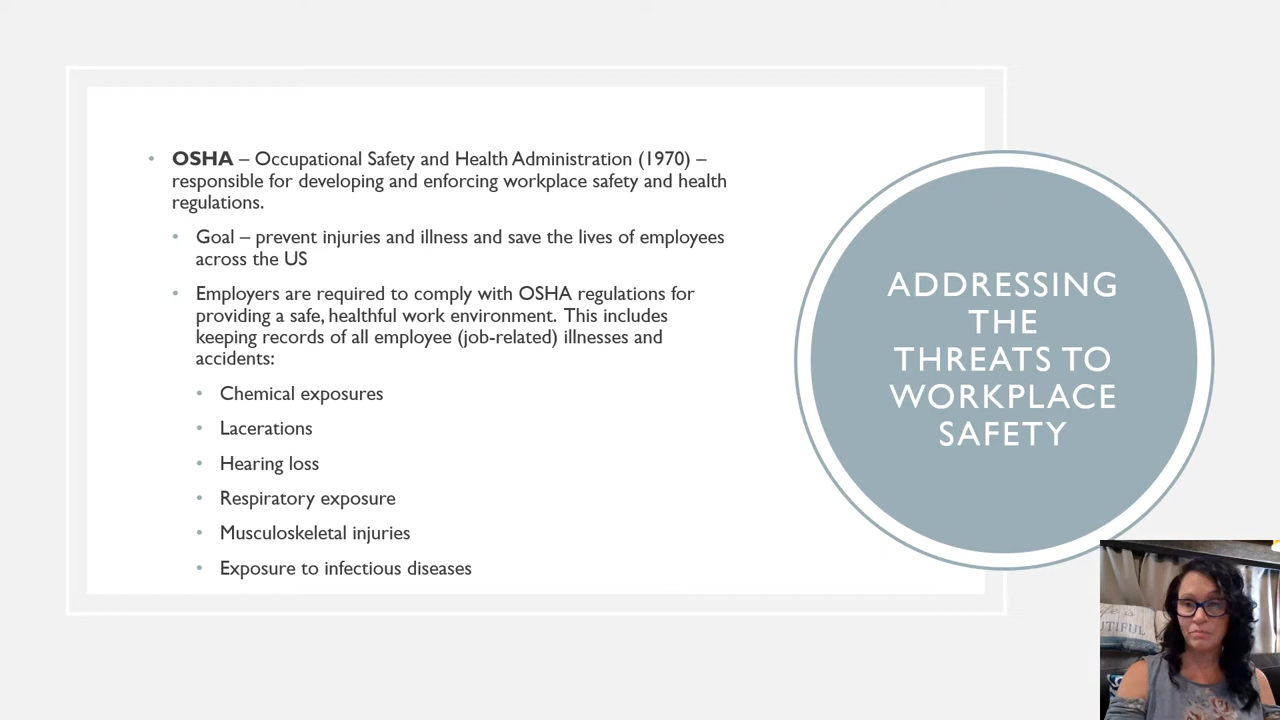 OSHA – Occupational Safety and Health Administration (1970) –
responsible for developing and enforcing workplace safety and health
regulations.
Goal – prevent injuries and illness and save the lives of employees
across the US
Employers are required to comply with OSHA regulations for
providing a safe, healthful work environment.  This includes
keeping records of all employee (job-related) illnesses and
accidents:
Chemical exposures
Lacerations
Hearing loss
Respiratory exposure
Musculoskeletal injuries
Exposure to infectious diseases
ADDRESSING
THE
THREATS TO
WORKPLACE
SAFETY